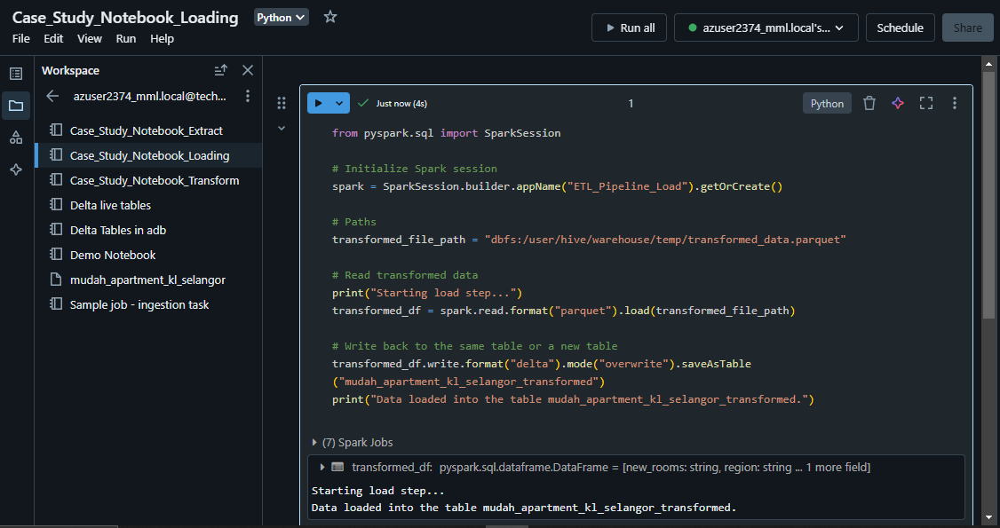 Case_Study_Notebook_Loading Python
File Edit View Run Help
Run all azuser2374_mml.local's... Schedule Share
Workspace
azuser2374_mml.local@tech...
Case_Study_Notebook_Extract
Case_Study_Notebook_Loading
Case_Study_Notebook_Transform
Delta live tables
Delta Tables in adb
Demo Notebook
mudah_apartment_kl_selangor
Sample job - ingestion task
Just now (4s) 1 Python
from pyspark.sql import SparkSession
# Initialize Spark session
spark = SparkSession.builder.appName("ETL_Pipeline_Load").getOrCreate()
# Paths
transformed_file_path = "dbfs:/user/hive/warehouse/temp/transformed_data.parquet"
# Read transformed data
print("Starting load step...")
transformed_df = spark.read.format("parquet").load(transformed_file_path)
# Write back to the same table or a new table
transformed_df.write.format("delta").mode("overwrite").saveAsTable
("mudah_apartment_kl_selangor_transformed")
print("Data loaded into the table mudah_apartment_kl_selangor_transformed.")
(7) Spark Jobs
transformed_df: pyspark.sql.dataframe.DataFrame = [new_rooms: string, region: string ... 1 more field]
Starting load step...
Data loaded into the table mudah_apartment_kl_selangor_transformed.